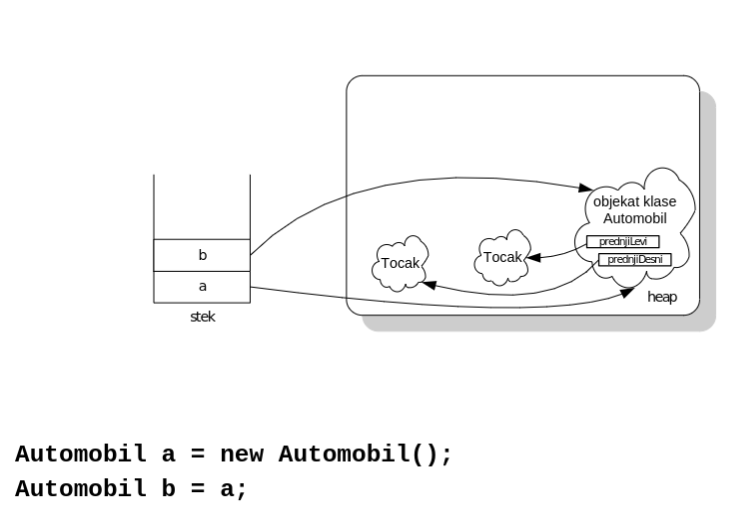 objekat klase
Automobil
prednjiLevi
prednjiDesni
b
Tocak
Tocak
a
heap
stek
Automobil a = new Automobil();
Automobil b = a;